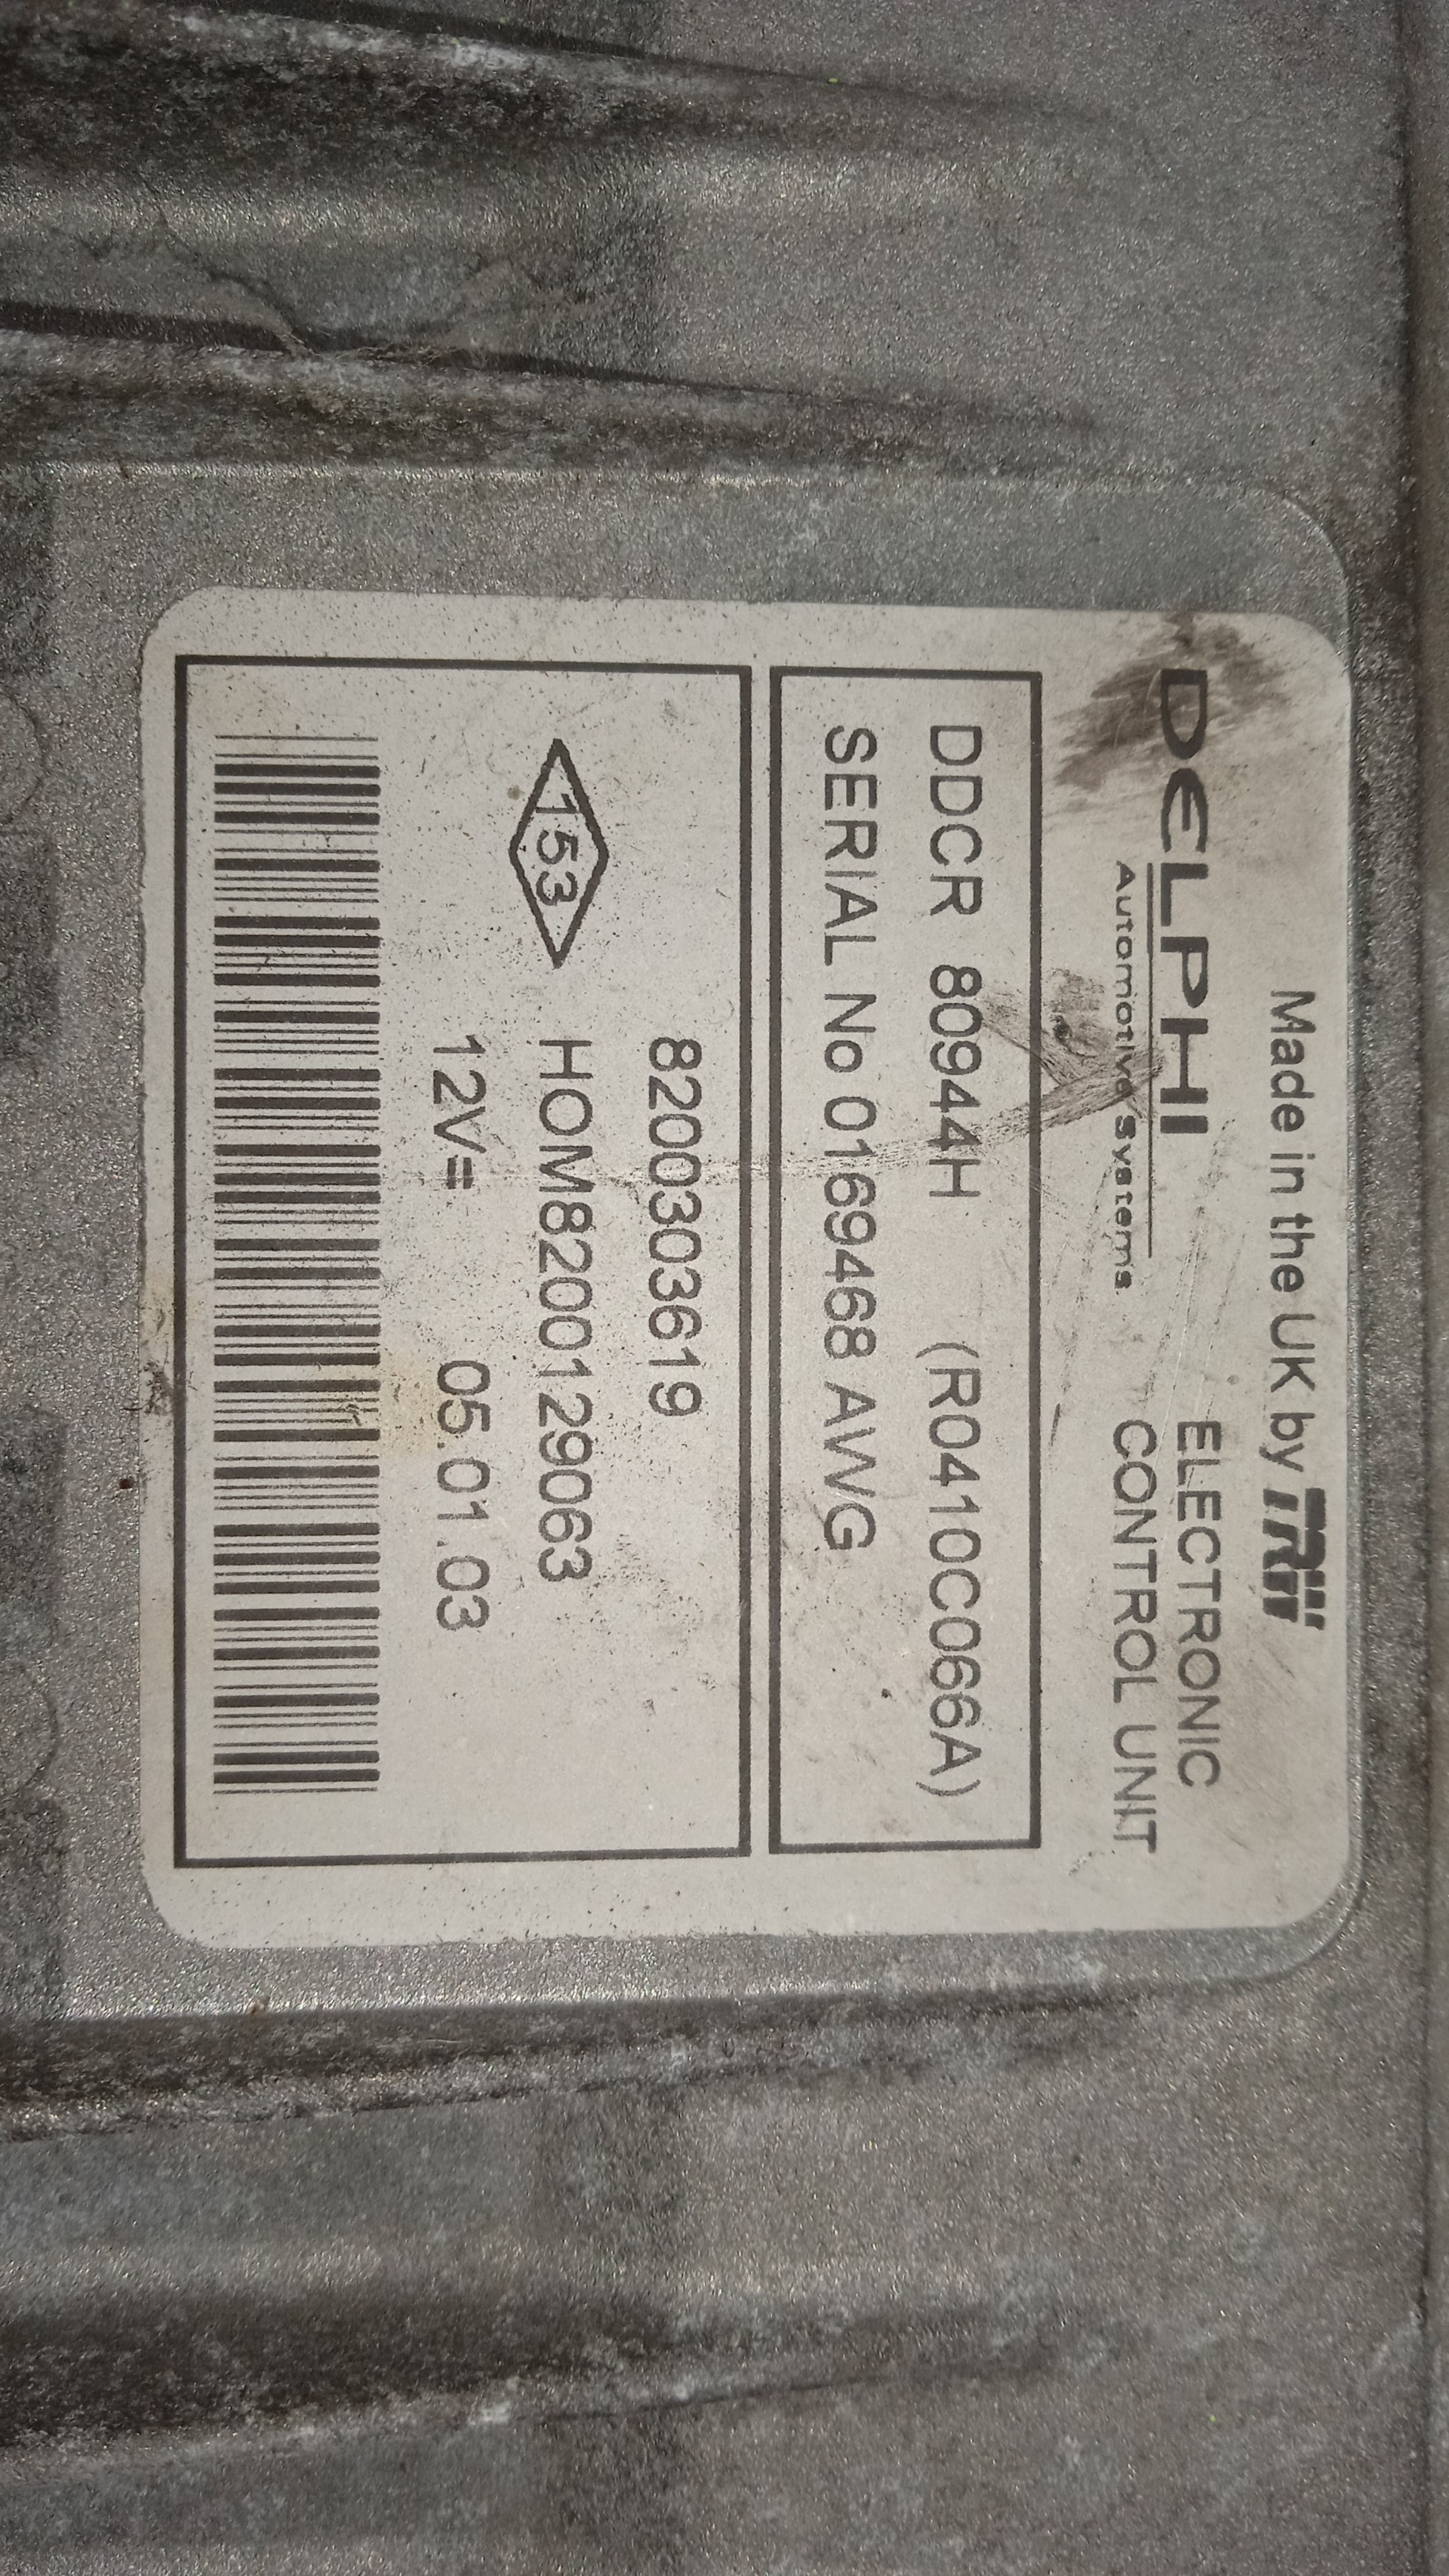 Made in the UK by TRW
DELPHI
Automotive Systems
ELECTRONIC
CONTROL UNIT
DDCR 80944H (R0410C066A)
SERIAL No 0169468 AWG
8200303619
153 HOM8200129063
12V= 05.01.03